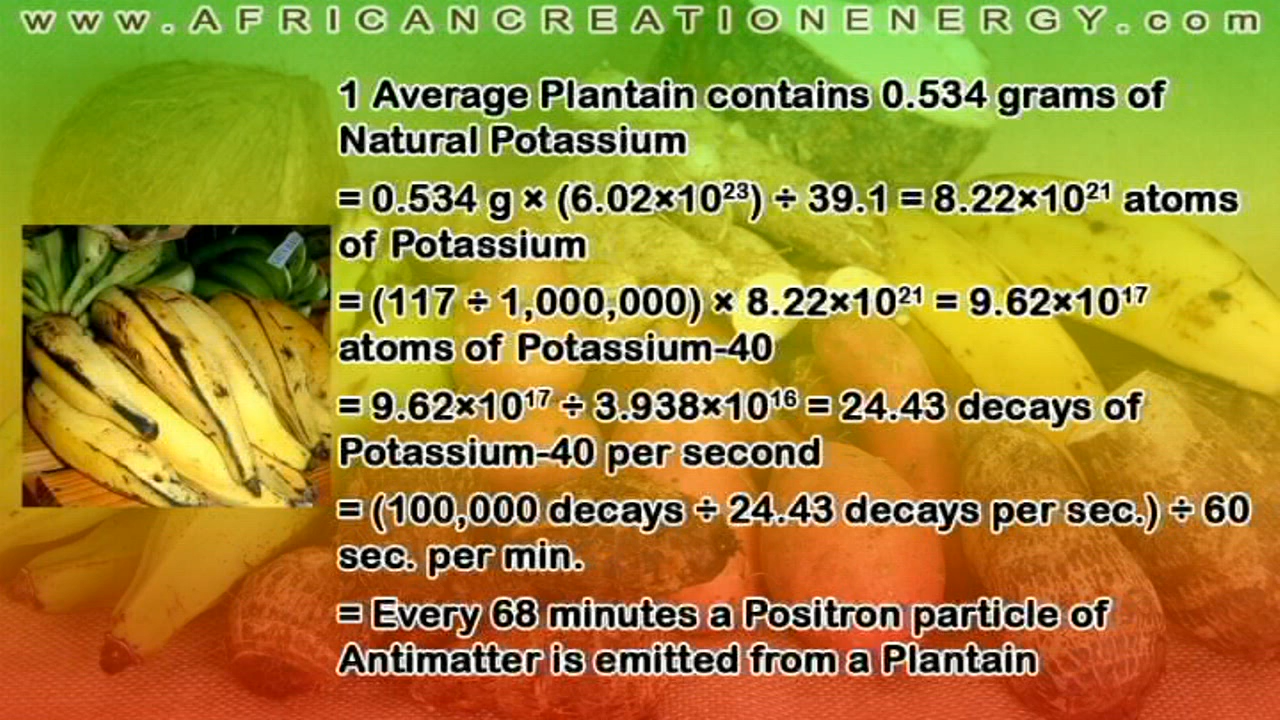 www.AFRICANCREATIONENERGY.com
1 Average Plantain contains 0.534 grams of
Natural Potassium
= 0.534 g × (6.02×10²³) ÷ 39.1 = 8.22×10²¹ atoms
of Potassium
= (117 ÷ 1,000,000) × 8.22×10²¹ = 9.62×10¹⁷
atoms of Potassium-40
= 9.62×10¹⁷ ÷ 3.938×10¹⁶ = 24.43 decays of
Potassium-40 per second
= (100,000 decays ÷ 24.43 decays per sec.) ÷ 60
sec. per min.
= Every 68 minutes a Positron particle of
Antimatter is emitted from a Plantain